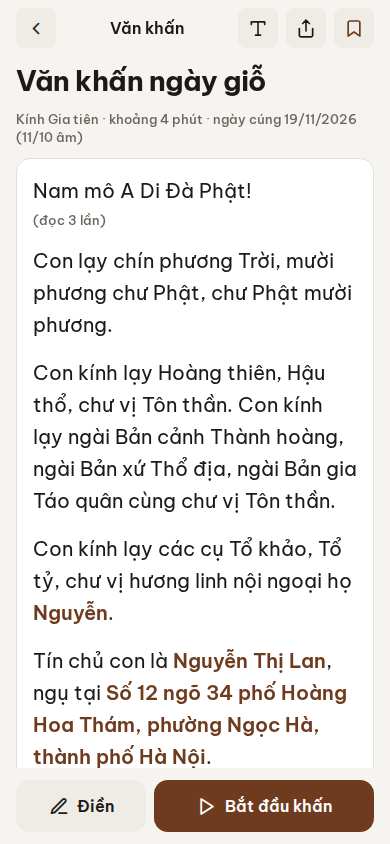 Văn khấn
Văn khấn ngày giỗ
Kính Gia tiên · khoảng 4 phút · ngày cúng 19/11/2026
(11/10 âm)
Nam mô A Di Đà Phật!
(đọc 3 lần)
Con lạy chín phương Trời, mười
phương chư Phật, chư Phật mười
phương.
Con kính lạy Hoàng thiên, Hậu
thổ, chư vị Tôn thần. Con kính
lạy ngài Bản cảnh Thành hoàng,
ngài Bản xứ Thổ địa, ngài Bản gia
Táo quân cùng chư vị Tôn thần.
Con kính lạy các cụ Tổ khảo, Tổ
tỷ, chư vị hương linh nội ngoại họ
Nguyễn.
Tín chủ con là Nguyễn Thị Lan,
ngụ tại Số 12 ngõ 34 phố Hoàng
Hoa Thám, phường Ngọc Hà,
thành phố Hà Nội.
Điền
Bắt đầu khấn